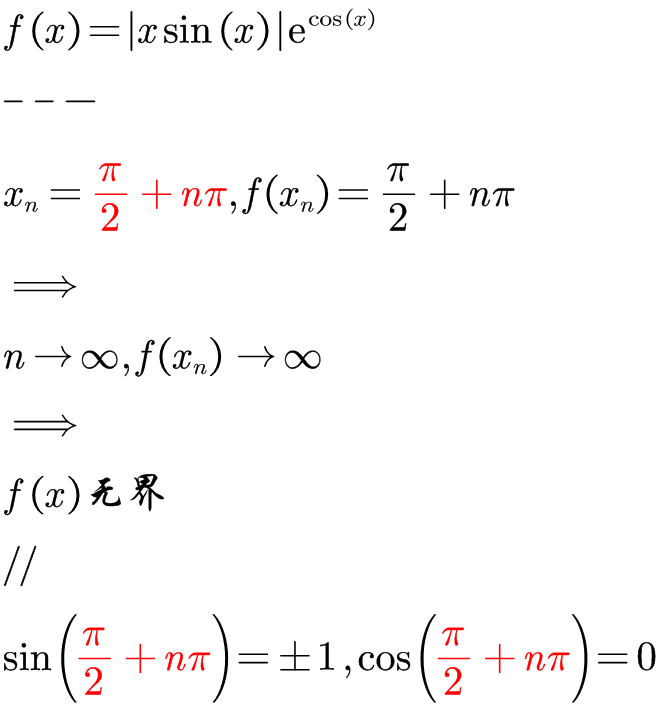 f(x)=|x sin(x)|e^{cos(x)}
- - —
x_n = π/2 + nπ, f(x_n) = π/2 + nπ
⟹
n → ∞, f(x_n) → ∞
⟹
f(x) 无界
//
sin(π/2 + nπ) = ±1, cos(π/2 + nπ) = 0